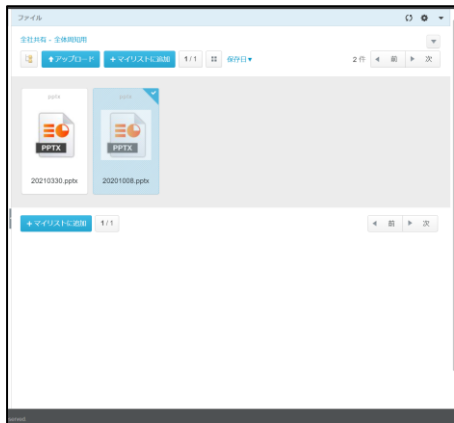 ファイル
全社共有 - 全体周知用
アップロード
+マイリストに追加
1 / 1
保存日▼
2 件
前
次
pptx
pptx
PPTX
PPTX
20210330.pptx
20201008.pptx
+マイリストに追加
1 / 1
前
次